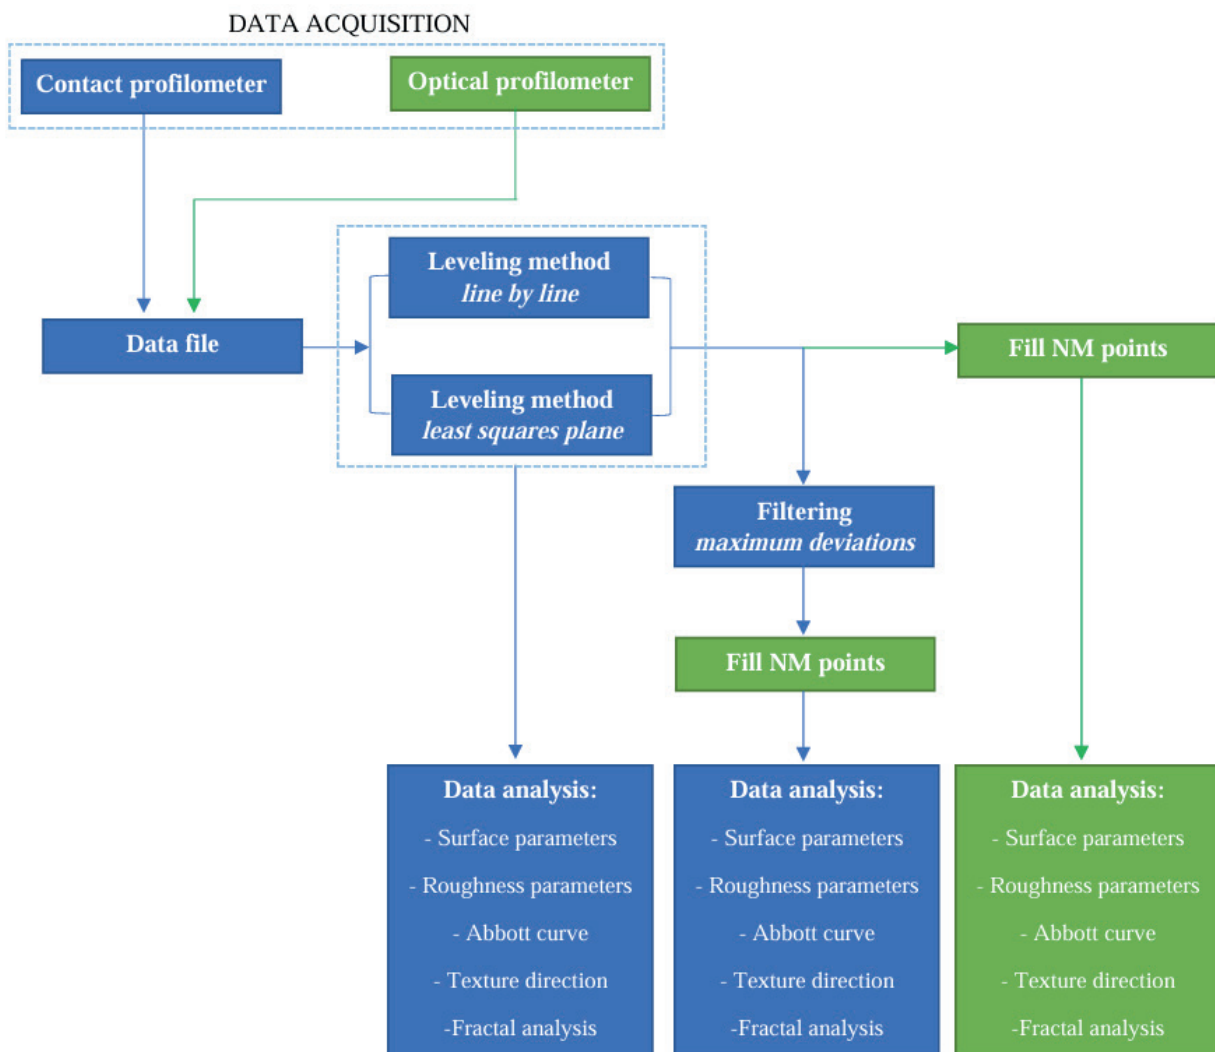 DATA ACQUISITION
Contact profilometer
Optical profilometer
Leveling method
line by line
Data file
Fill NM points
Leveling method
least squares plane
Filtering
maximum deviations
Fill NM points
Data analysis:
- Surface parameters
- Roughness parameters
- Abbott curve
- Texture direction
-Fractal analysis
Data analysis:
- Surface parameters
- Roughness parameters
- Abbott curve
- Texture direction
-Fractal analysis
Data analysis:
- Surface parameters
- Roughness parameters
- Abbott curve
- Texture direction
-Fractal analysis